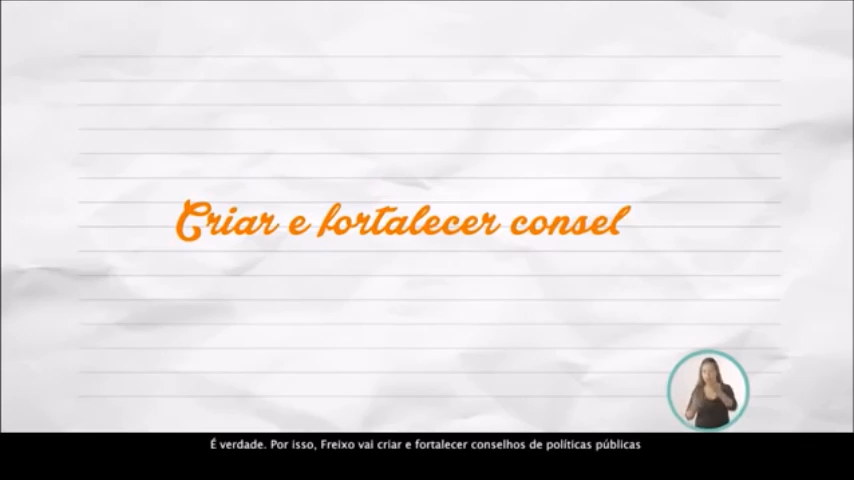 Criar e fortalecer consel
É verdade. Por isso, Freixo vai criar e fortalecer conselhos de políticas públicas